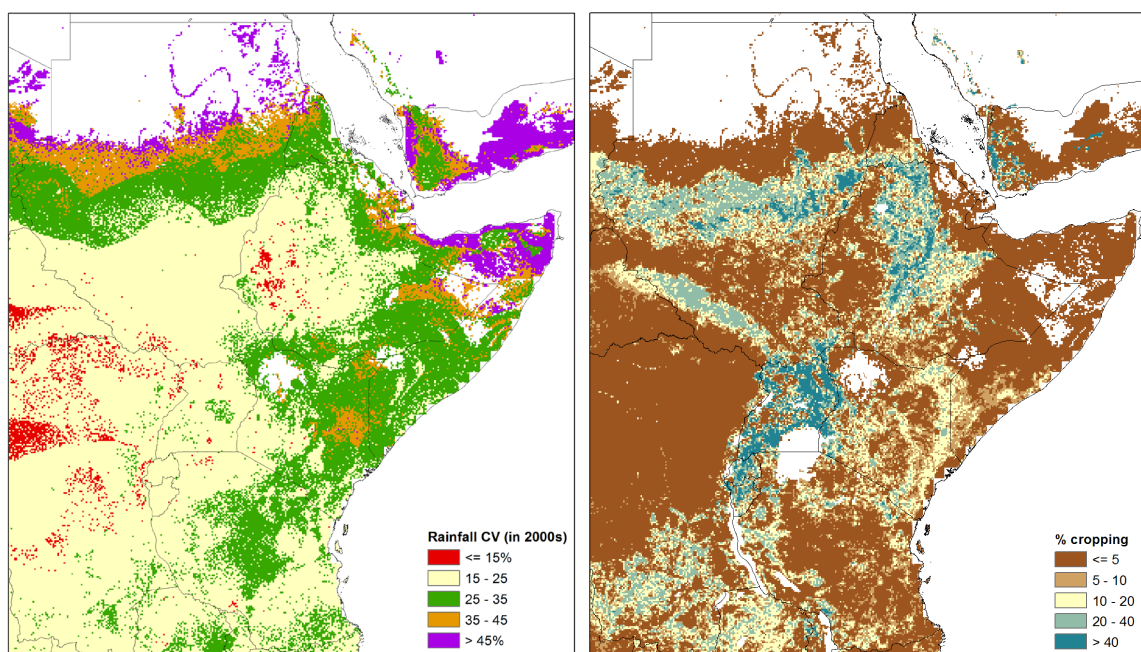 Rainfall CV (in 2000s)
<= 15%
15 - 25
25 - 35
35 - 45
> 45%
% cropping
<= 5
5 - 10
10 - 20
20 - 40
> 40